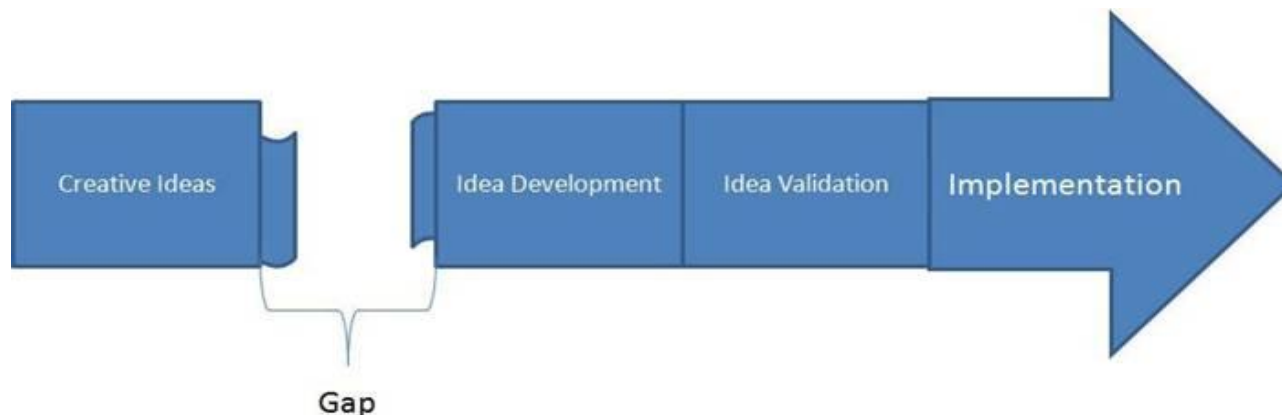 Creative Ideas
Idea Development
Idea Validation
Implementation
Gap